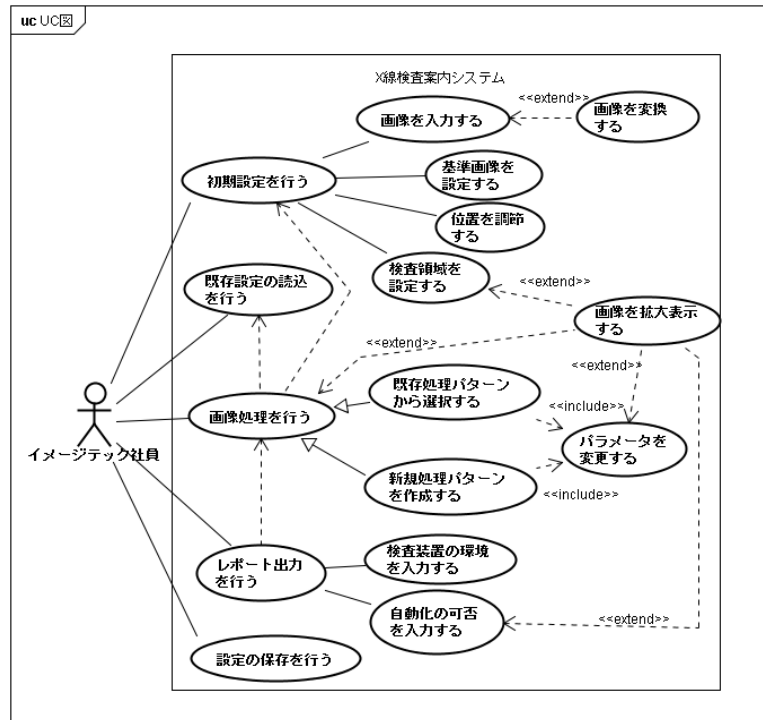 uc UC図
X線検査案内システム
<<extend>>
画像を入力する
画像を変換
する
初期設定を行う
基準画像を
設定する
位置を調節
する
検査領域を
設定する
<<extend>>
既存設定の読込
を行う
画像を拡大表示
する
<<extend>>
<<extend>>
既存処理パターン
から選択する
<<include>>
画像処理を行う
パラメータを
変更する
イメージテック社員
新規処理パターン
を作成する
<<include>>
検査装置の環境
を入力する
レポート出力
を行う
自動化の可否
を入力する
<<extend>>
設定の保存を行う